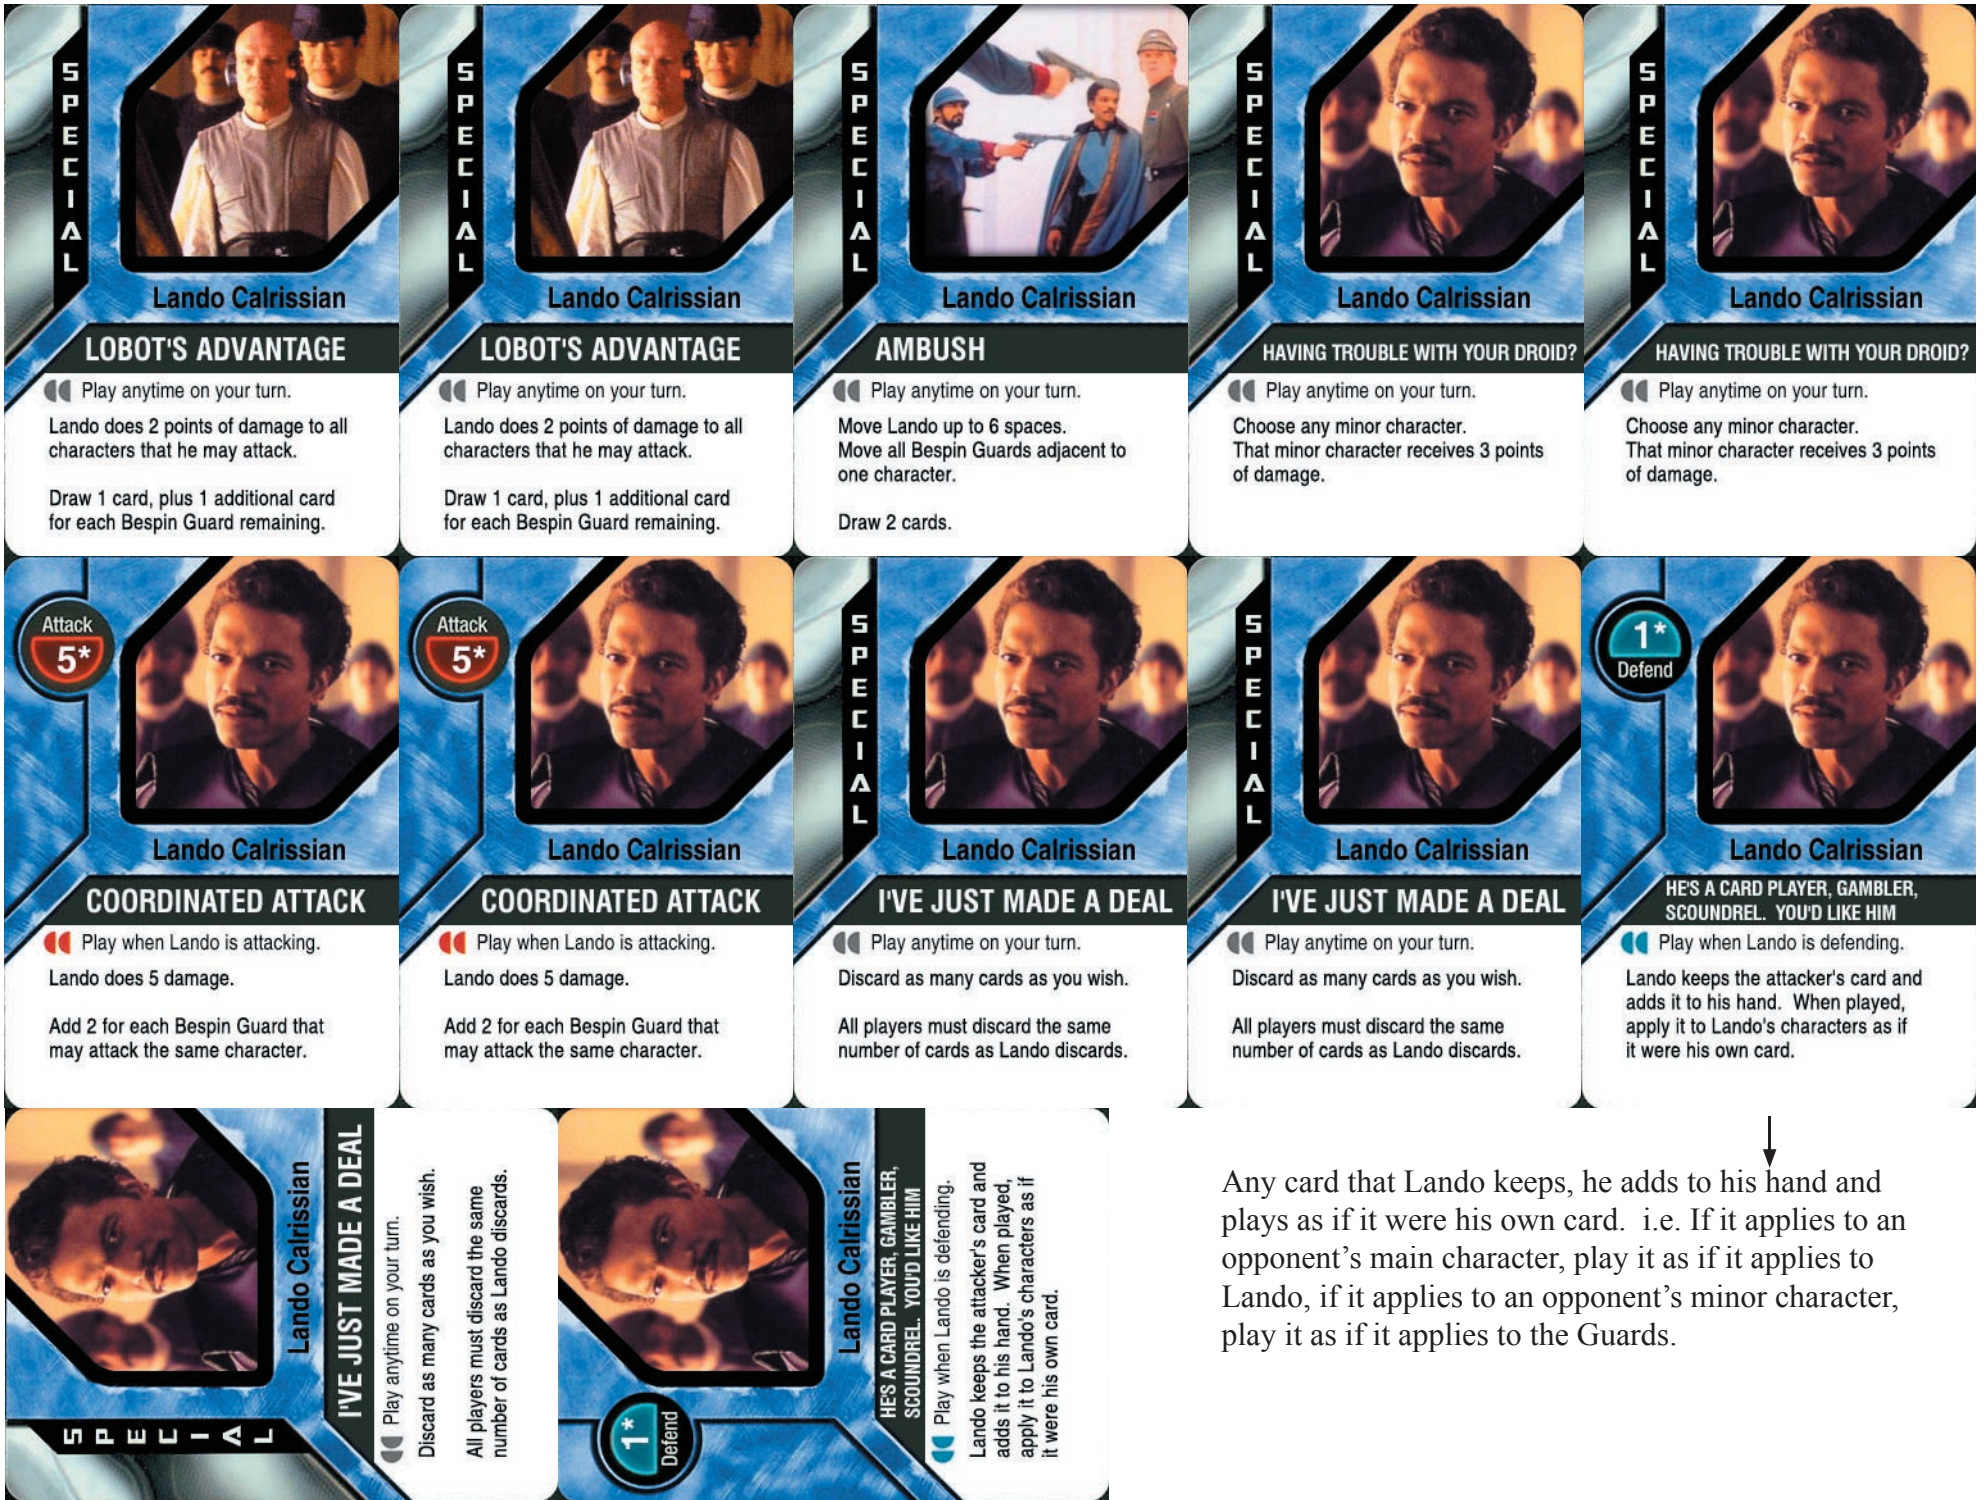 SPECIAL
Lando Calrissian
LOBOT'S ADVANTAGE
Play anytime on your turn.
Lando does 2 points of damage to all
characters that he may attack.
Draw 1 card, plus 1 additional card
for each Bespin Guard remaining.
SPECIAL
Lando Calrissian
LOBOT'S ADVANTAGE
Play anytime on your turn.
Lando does 2 points of damage to all
characters that he may attack.
Draw 1 card, plus 1 additional card
for each Bespin Guard remaining.
SPECIAL
Lando Calrissian
AMBUSH
Play anytime on your turn.
Move Lando up to 6 spaces.
Move all Bespin Guards adjacent to
one character.
Draw 2 cards.
SPECIAL
Lando Calrissian
HAVING TROUBLE WITH YOUR DROID?
Play anytime on your turn.
Choose any minor character.
That minor character receives 3 points
of damage.
SPECIAL
Lando Calrissian
HAVING TROUBLE WITH YOUR DROID?
Play anytime on your turn.
Choose any minor character.
That minor character receives 3 points
of damage.
Attack
5*
Lando Calrissian
COORDINATED ATTACK
Play when Lando is attacking.
Lando does 5 damage.
Add 2 for each Bespin Guard that
may attack the same character.
Attack
5*
Lando Calrissian
COORDINATED ATTACK
Play when Lando is attacking.
Lando does 5 damage.
Add 2 for each Bespin Guard that
may attack the same character.
SPECIAL
Lando Calrissian
I'VE JUST MADE A DEAL
Play anytime on your turn.
Discard as many cards as you wish.
All players must discard the same
number of cards as Lando discards.
SPECIAL
Lando Calrissian
I'VE JUST MADE A DEAL
Play anytime on your turn.
Discard as many cards as you wish.
All players must discard the same
number of cards as Lando discards.
1*
Defend
Lando Calrissian
HE'S A CARD PLAYER, GAMBLER,
SCOUNDREL. YOU'D LIKE HIM
Play when Lando is defending.
Lando keeps the attacker's card and
adds it to his hand. When played,
apply it to Lando's characters as if
it were his own card.
SPECIAL
Lando Calrissian
I'VE JUST MADE A DEAL
Play anytime on your turn.
Discard as many cards as you wish.
All players must discard the same
number of cards as Lando discards.
1*
Defend
Lando Calrissian
HE'S A CARD PLAYER, GAMBLER,
SCOUNDREL. YOU'D LIKE HIM
Play when Lando is defending.
Lando keeps the attacker's card and
adds it to his hand. When played,
apply it to Lando's characters as if
it were his own card.
Any card that Lando keeps, he adds to his hand and
plays as if it were his own card. i.e. If it applies to an
opponent’s main character, play it as if it applies to
Lando, if it applies to an opponent’s minor character,
play it as if it applies to the Guards.